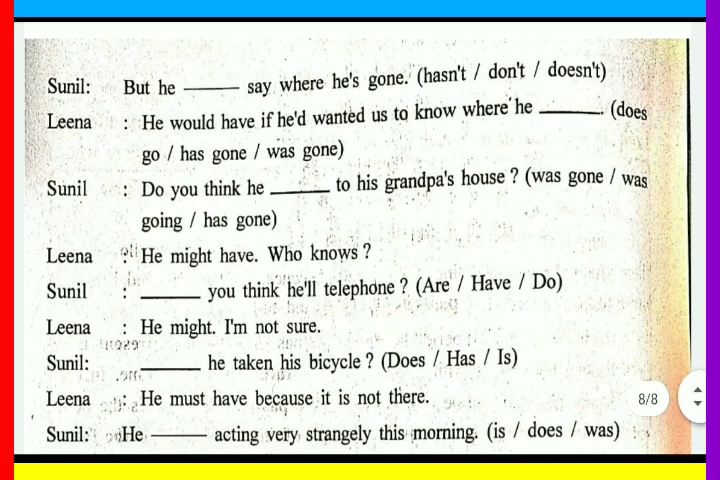 Sunil: But he ——— say where he's gone. (hasn't / don't / doesn't)
Leena : He would have if he'd wanted us to know where he ———. (does
go / has gone / was gone)
Sunil : Do you think he ——— to his grandpa's house ? (was gone / was
going / has gone)
Leena : He might have. Who knows ?
Sunil : ——— you think he'll telephone ? (Are / Have / Do)
Leena : He might. I'm not sure.
Sunil: ——— he taken his bicycle ? (Does / Has / Is)
Leena : He must have because it is not there.
8/8
Sunil: He ——— acting very strangely this morning. (is / does / was)